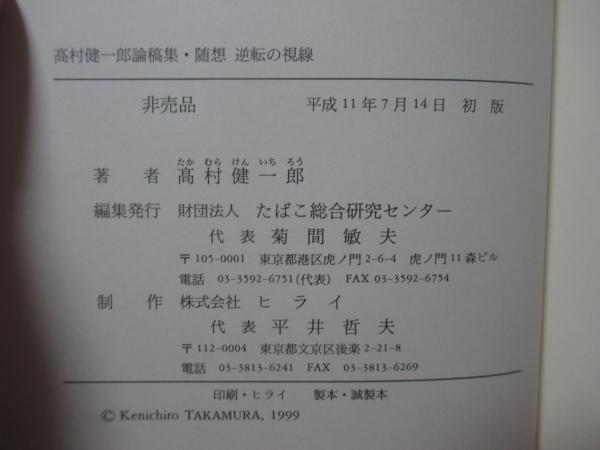 髙村健一郎論稿集・随想 逆転の視線
非売品 平成11年7月14日 初 版
たか むら けん いち ろう
著 者 髙村健一郎
編集発行 財団法人 たばこ総合研究センター
代 表 菊 間 敏 夫
〒105-0001 東京都港区虎ノ門2-6-4 虎ノ門11森ビル
電話 03-3592-6751(代表) FAX 03-3592-6754
制 作 株式会社 ヒ ラ イ
代 表 平 井 哲 夫
〒112-0004 東京都文京区後楽2-21-8
電話 03-3813-6241 FAX 03-3813-6269
印刷・ヒライ 製本・誠製本
© Kenichiro TAKAMURA, 1999